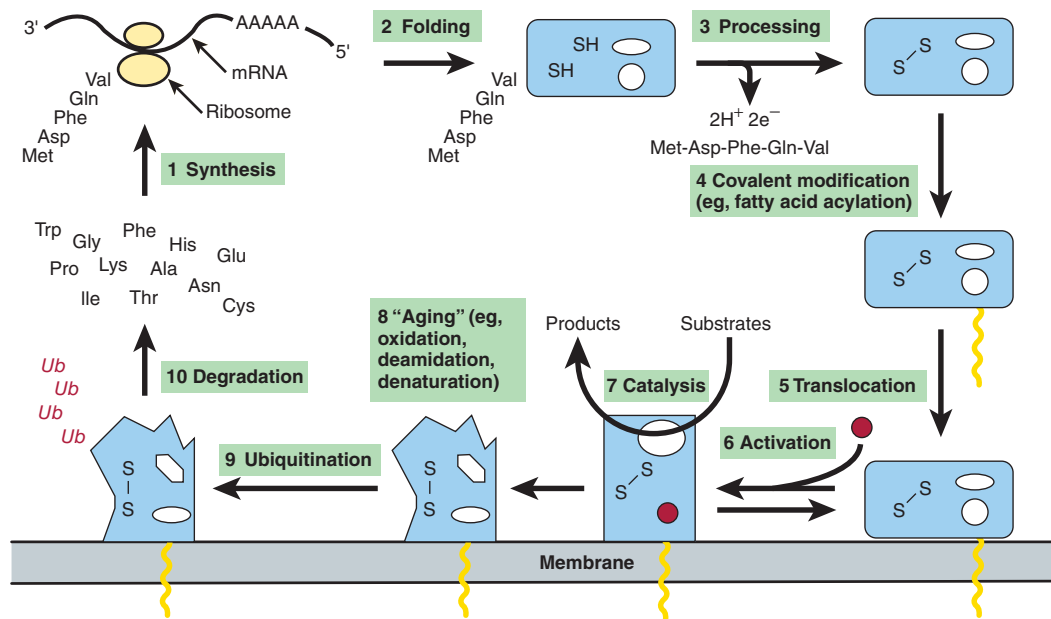 3'
AAAAA
5'
mRNA
Ribosome
Val
Gln
Phe
Asp
Met
1 Synthesis
2 Folding
Val
Gln
Phe
Asp
Met
SH
SH
3 Processing
2H⁺ 2e⁻
Met-Asp-Phe-Gln-Val
S
S
4 Covalent modification
(eg, fatty acid acylation)
S
S
Trp
Gly
Phe
His
Glu
Pro
Lys
Ala
Asn
Ile
Thr
Cys
5 Translocation
6 Activation
S
S
Products
Substrates
7 Catalysis
S
S
8 “Aging” (eg,
oxidation,
deamidation,
denaturation)
S
S
9 Ubiquitination
10 Degradation
Ub
Ub
Ub
Ub
S
S
Membrane